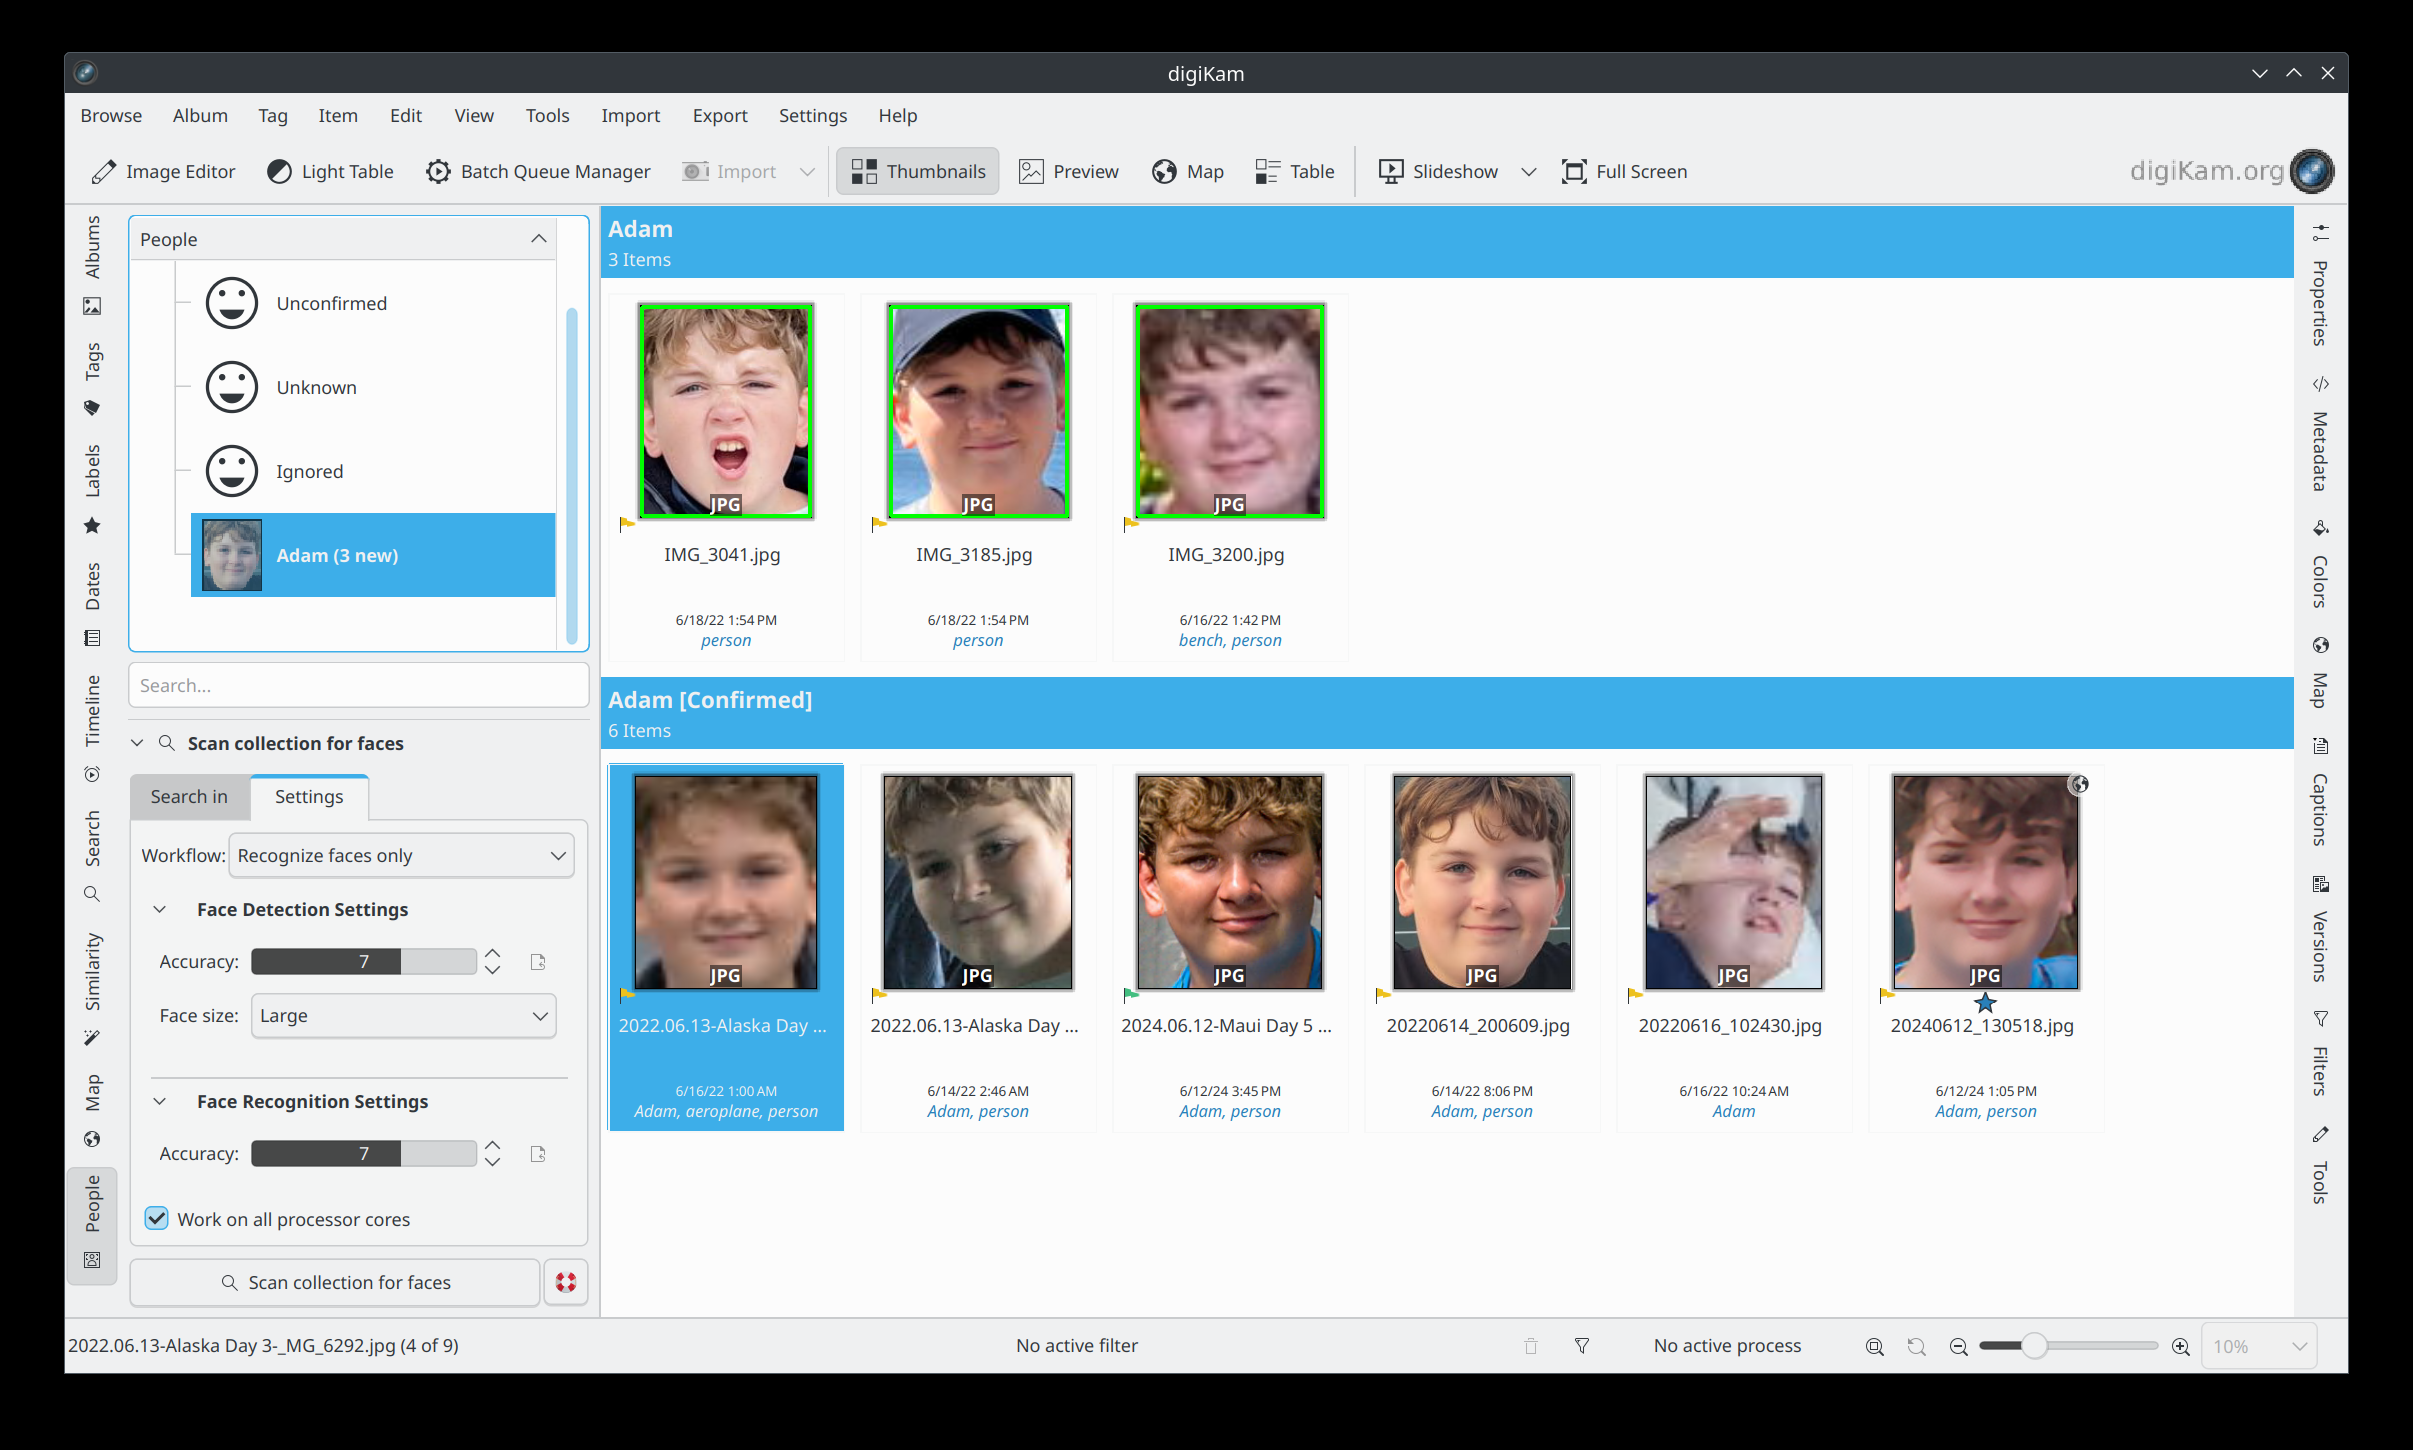 digiKam
Browse Album Tag Item Edit View Tools Import Export Settings Help
Image Editor Light Table Batch Queue Manager Import Thumbnails Preview Map Table Slideshow Full Screen digiKam.org
Albums
Tags
Labels
Dates
Timeline
Search
Similarity
Map
People
People
Unconfirmed
Unknown
Ignored
Adam (3 new)
Search...
Scan collection for faces
Search in Settings
Workflow: Recognize faces only
Face Detection Settings
Accuracy: 7
Face size: Large
Face Recognition Settings
Accuracy: 7
Work on all processor cores
Scan collection for faces
Adam
3 Items
JPG JPG JPG
IMG_3041.jpg IMG_3185.jpg IMG_3200.jpg
6/18/22 1:54 PM 6/18/22 1:54 PM 6/16/22 1:42 PM
person person bench, person
Adam [Confirmed]
6 Items
JPG JPG JPG JPG JPG JPG
2022.06.13-Alaska Day ... 2022.06.13-Alaska Day ... 2024.06.12-Maui Day 5 ... 20220614_200609.jpg 20220616_102430.jpg 20240612_130518.jpg
6/16/22 1:00 AM 6/14/22 2:46 AM 6/12/24 3:45 PM 6/14/22 8:06 PM 6/16/22 10:24 AM 6/12/24 1:05 PM
Adam, aeroplane, person Adam, person Adam, person Adam, person Adam Adam, person
Properties
Metadata
Colors
Map
Captions
Versions
Filters
Tools
2022.06.13-Alaska Day 3-_MG_6292.jpg (4 of 9) No active filter No active process 10%